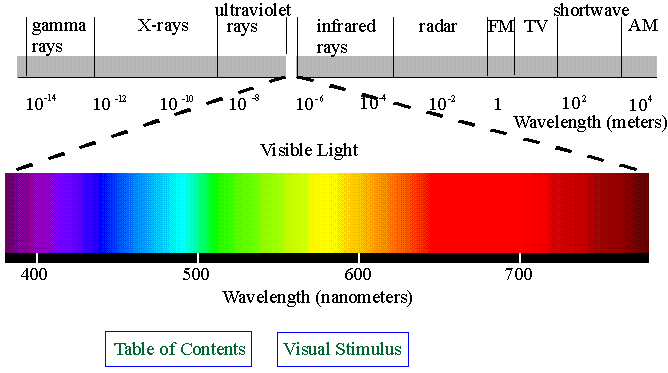 ultraviolet shortwave
gamma X-rays rays infrared radar FM TV AM
rays rays
10-14 10-12 10-10 10-8 10-6 10-4 10-2 1 102 104
Wavelength (meters)
Visible Light
400 500 600 700
Wavelength (nanometers)
Table of Contents Visual Stimulus